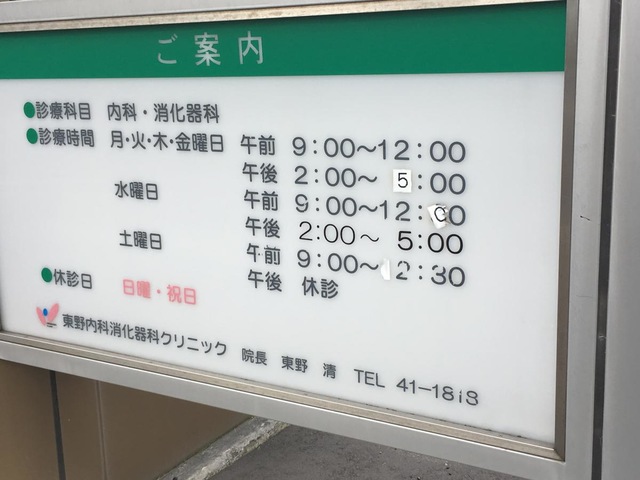 ご案内
●診療科目 内科・消化器科
●診療時間 月・火・木・金曜日 午前 9:00〜12:00
午後 2:00〜 5:00
水曜日 午前 9:00〜12:00
午後 2:00〜 5:00
土曜日 午前 9:00〜12:30
午後 休診
●休診日 日曜・祝日
東野内科消化器科クリニック 院長 東野 清 TEL 41-1818